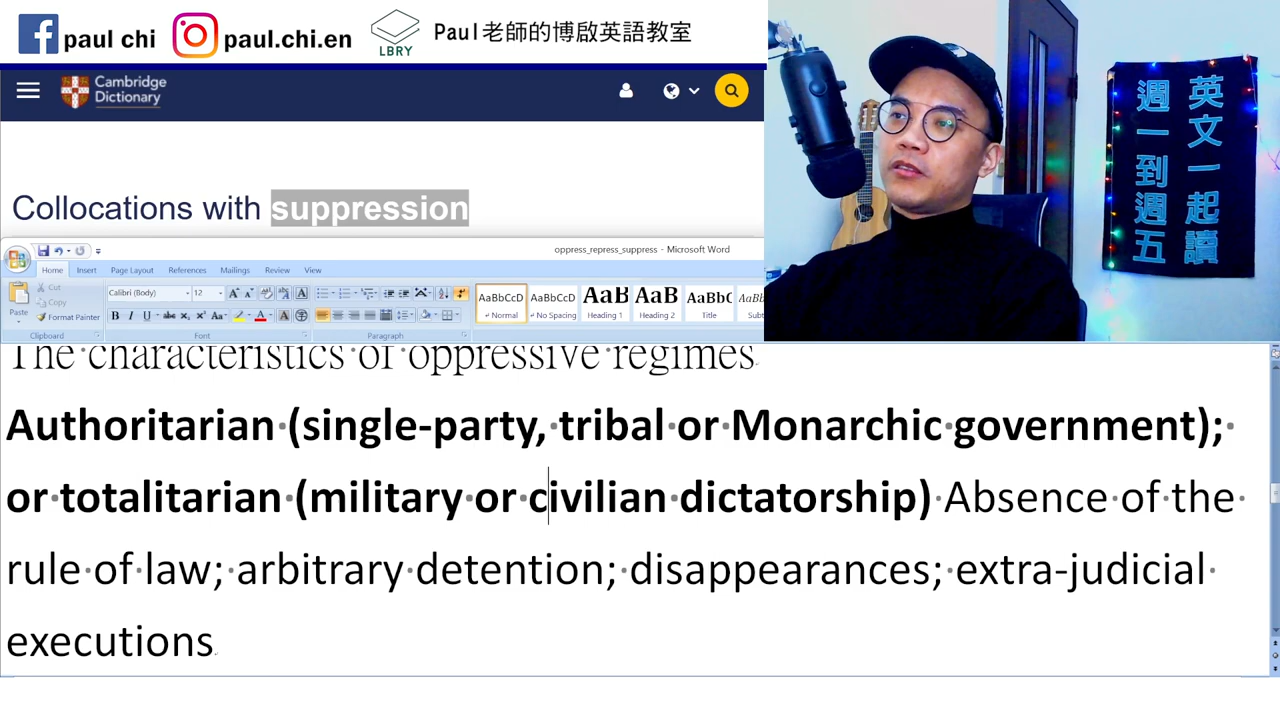 paul chi
paul.chi.en
LBRY
Paul老師的博啟英語教室
Cambridge
Dictionary
Collocations with suppression
oppress_repress_suppress - Microsoft Word
Home Insert Page Layout References Mailings Review View
Cut
Copy
Format Painter
Paste
Clipboard
Calibri (Body) 12
Font
Paragraph
AaBbCcD AaBbCcD AaBb AaB AaBbC AaBb
Normal No Spacing Heading 1 Heading 2 Title Subt
英文一起讀
週一到週五
The characteristics of oppressive regimes
Authoritarian (single-party, tribal or Monarchic government);
or totalitarian (military or civilian dictatorship) Absence of the
rule of law; arbitrary detention; disappearances; extra-judicial
executions